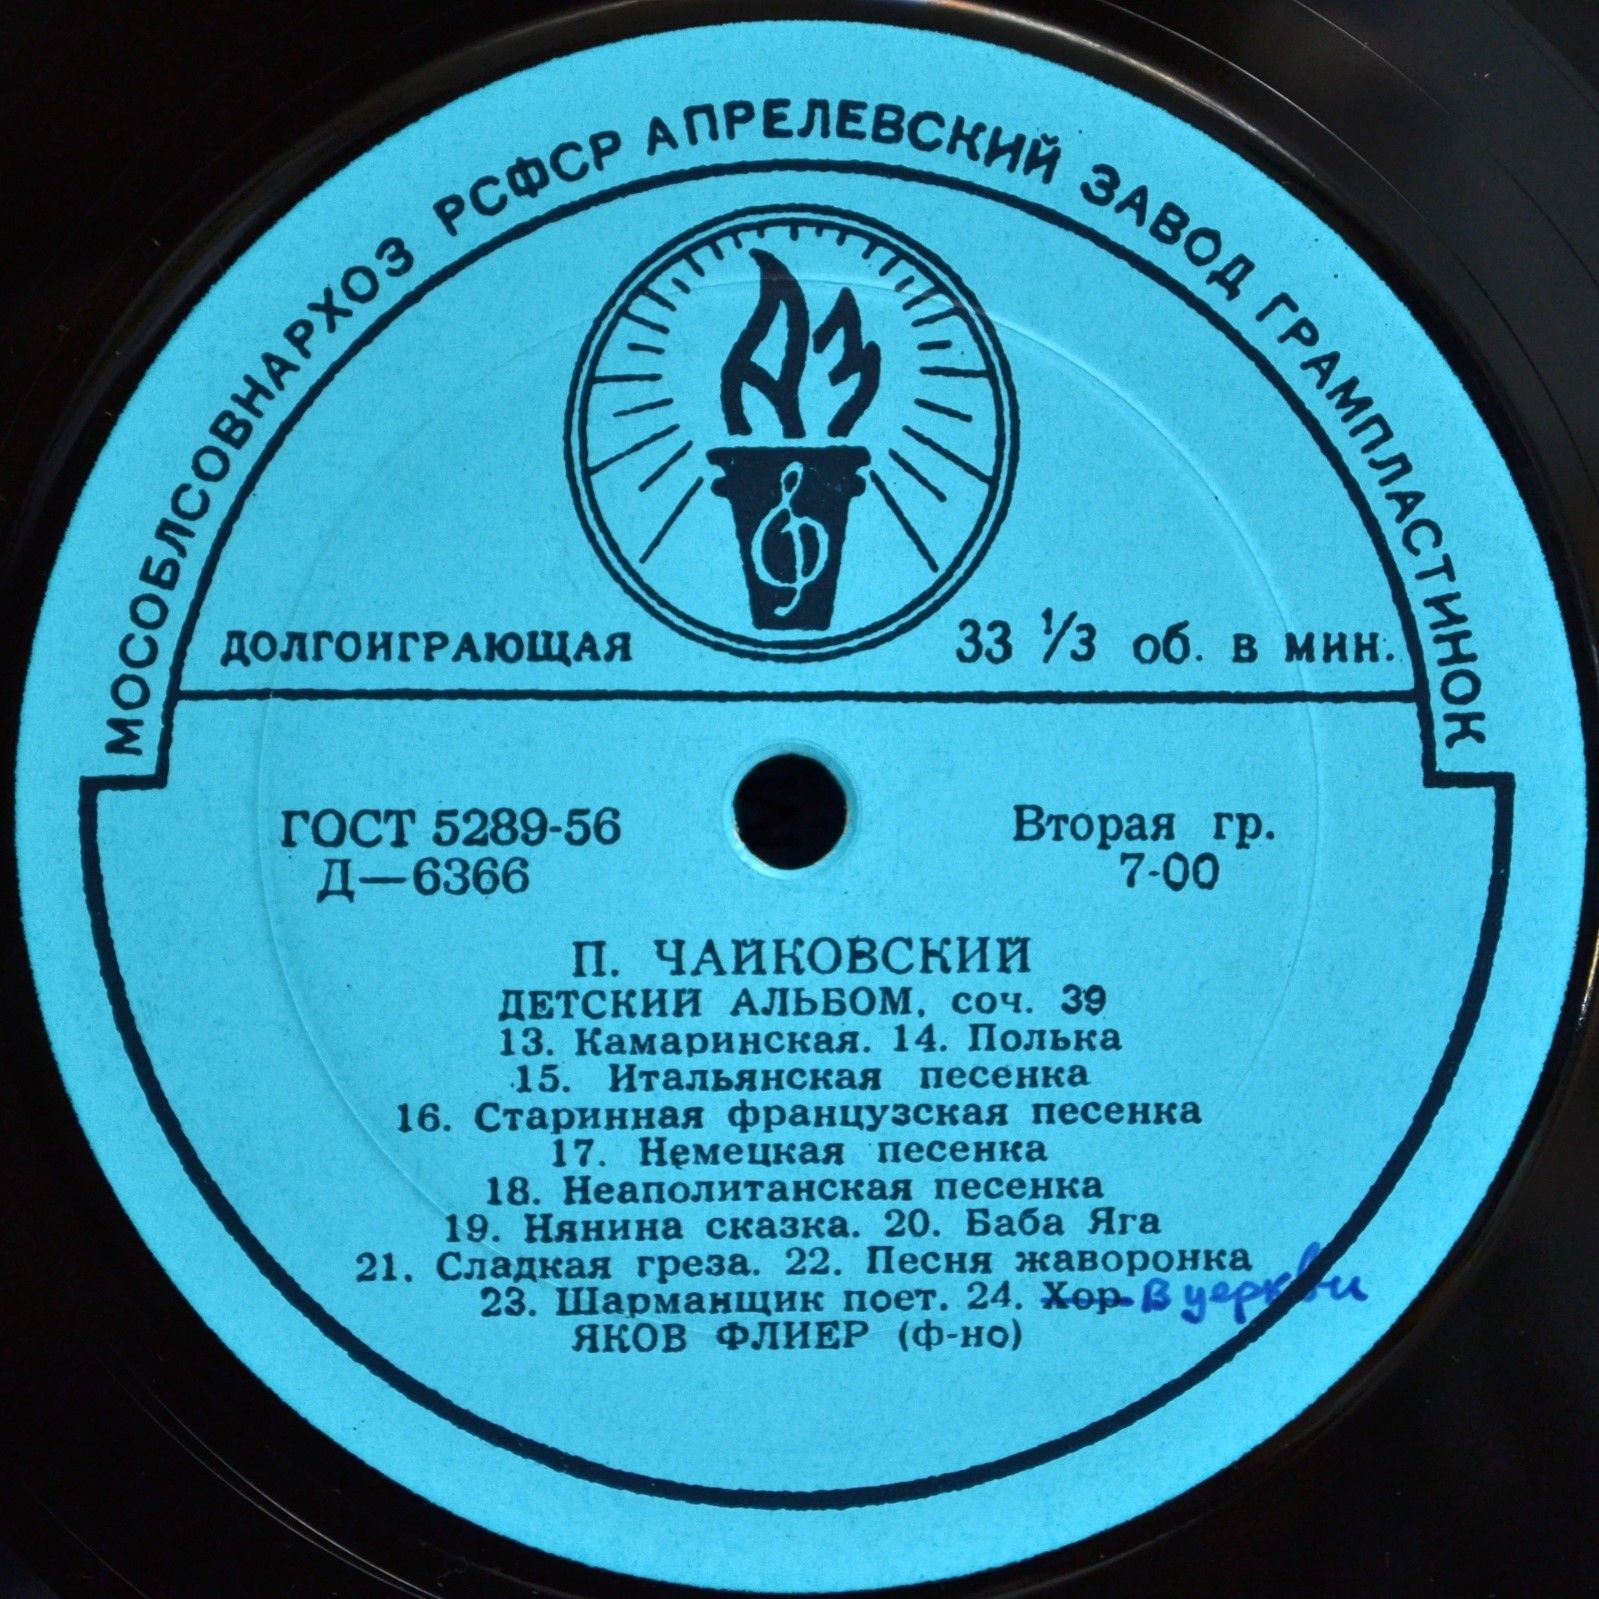 МОСОБЛСОВНАРХОЗ РСФСР АПРЕЛЕВСКИЙ ЗАВОД ГРАМПЛАСТИНОК
АЗ
ДОЛГОИГРАЮЩАЯ 33 1/3 об. в мин.
ГОСТ 5289-56 Вторая гр.
Д—6366 7-00
П. ЧАЙКОВСКИЙ
ДЕТСКИЙ АЛЬБОМ, соч. 39
13. Камаринская. 14. Полька
15. Итальянская песенка
16. Старинная французская песенка
17. Немецкая песенка
18. Неаполитанская песенка
19. Нянина сказка. 20. Баба Яга
21. Сладкая греза. 22. Песня жаворонка
23. Шарманщик поет. 24. Хор В церкви
ЯКОВ ФЛИЕР (ф-но)